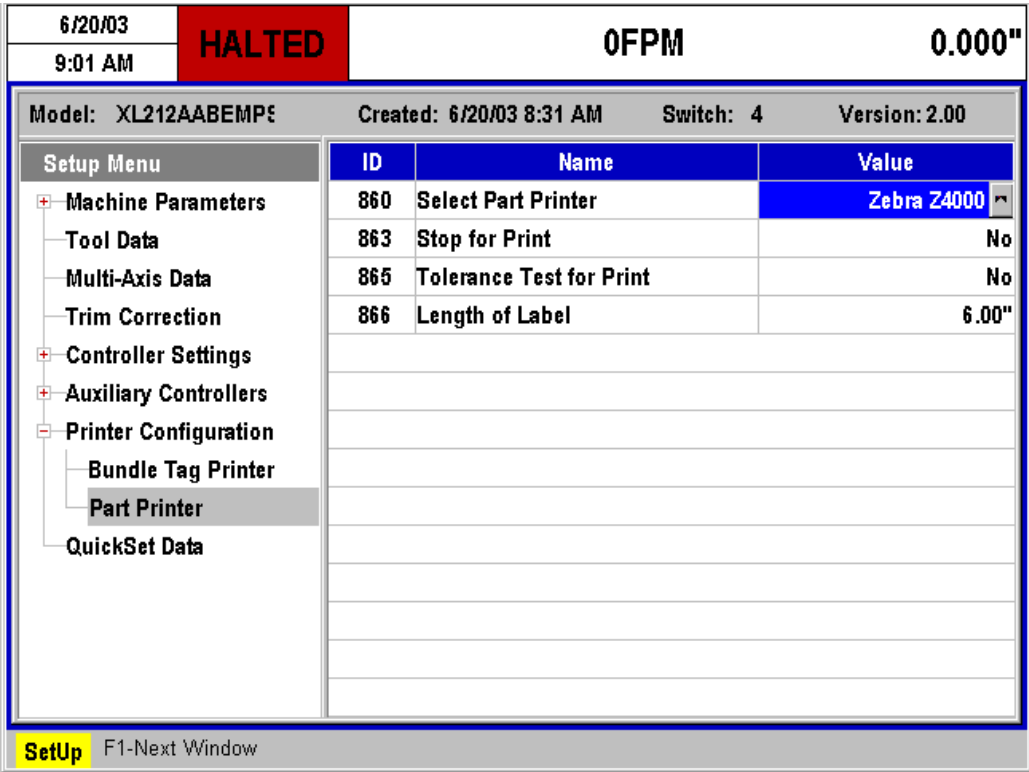 6/20/03
9:01 AM
HALTED
0FPM
0.000"
Model: XL212AABEMPS Created: 6/20/03 8:31 AM Switch: 4 Version: 2.00
Setup Menu
Machine Parameters
Tool Data
Multi-Axis Data
Trim Correction
Controller Settings
Auxiliary Controllers
Printer Configuration
Bundle Tag Printer
Part Printer
QuickSet Data
ID Name Value
860 Select Part Printer Zebra Z4000
863 Stop for Print No
865 Tolerance Test for Print No
866 Length of Label 6.00"
SetUp F1-Next Window